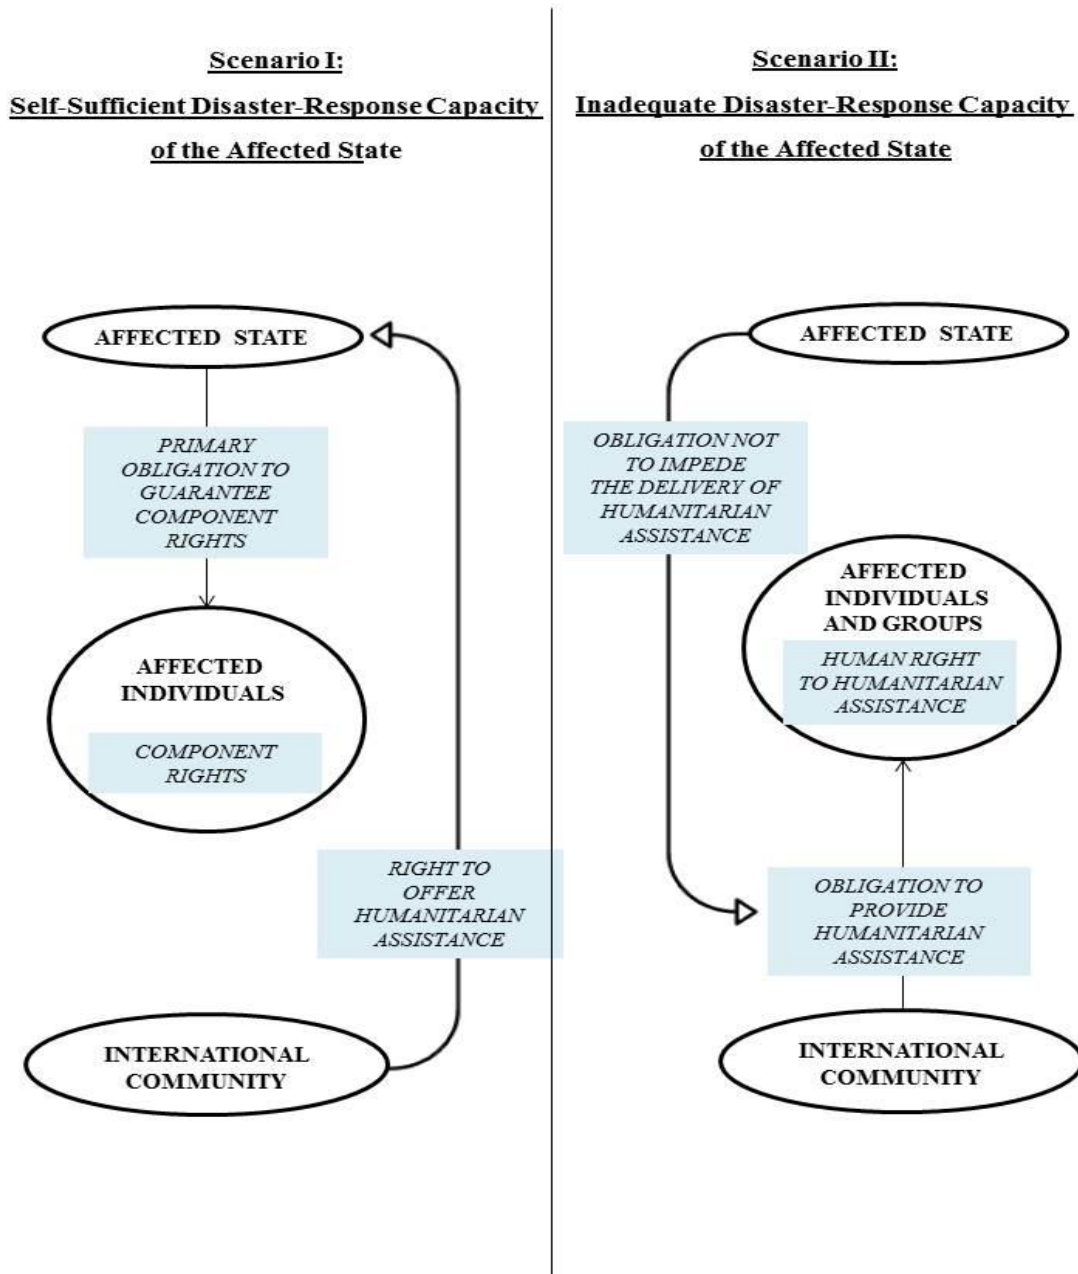 Scenario I:
Self-Sufficient Disaster-Response Capacity
of the Affected State
AFFECTED STATE
PRIMARY
OBLIGATION TO
GUARANTEE
COMPONENT
RIGHTS
AFFECTED
INDIVIDUALS
COMPONENT
RIGHTS
RIGHT TO
OFFER
HUMANITARIAN
ASSISTANCE
INTERNATIONAL
COMMUNITY
Scenario II:
Inadequate Disaster-Response Capacity
of the Affected State
AFFECTED STATE
OBLIGATION NOT
TO IMPEDE
THE DELIVERY OF
HUMANITARIAN
ASSISTANCE
AFFECTED
INDIVIDUALS
AND GROUPS
HUMAN RIGHT
TO HUMANITARIAN
ASSISTANCE
OBLIGATION TO
PROVIDE
HUMANITARIAN
ASSISTANCE
INTERNATIONAL
COMMUNITY